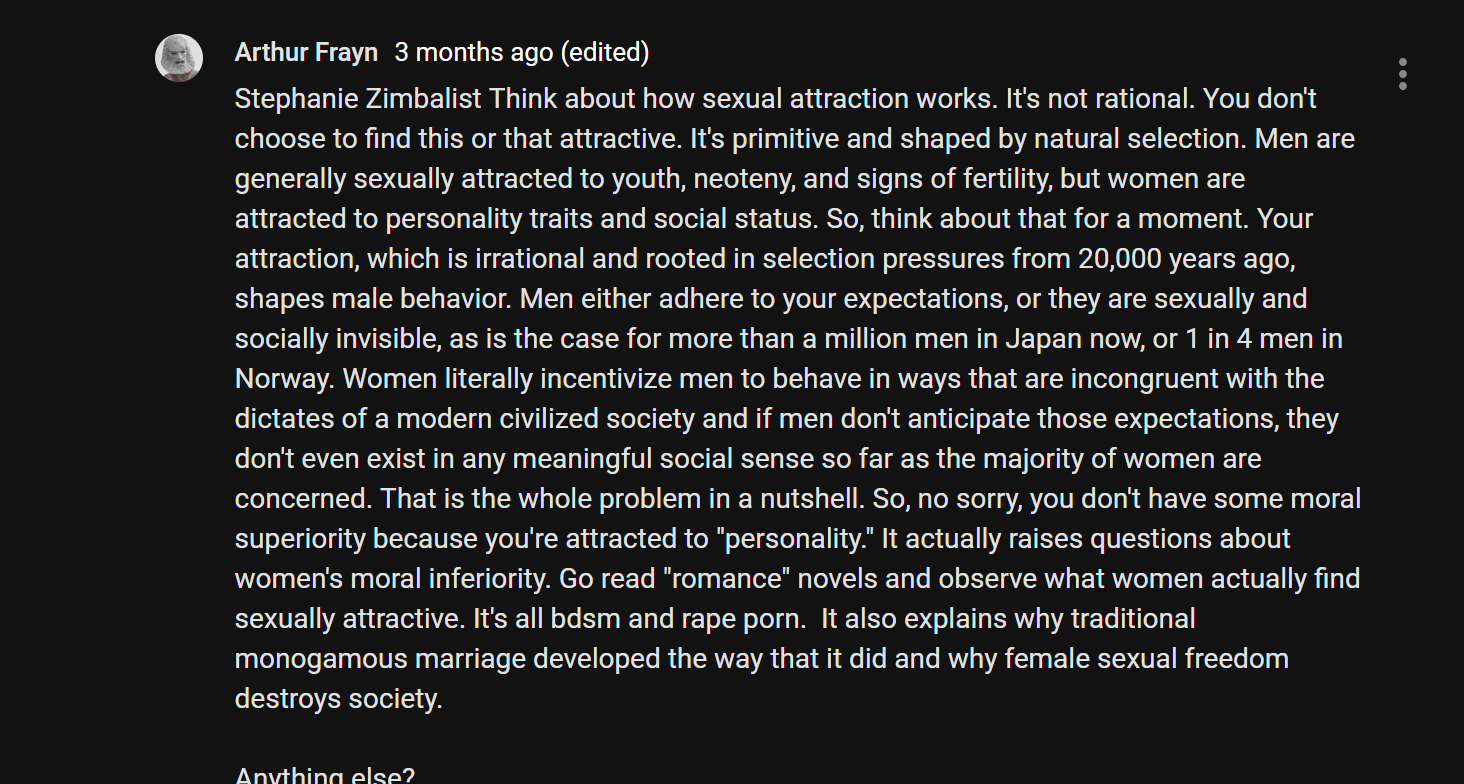 Arthur Frayn 3 months ago (edited)
Stephanie Zimbalist Think about how sexual attraction works. It's not rational. You don't
choose to find this or that attractive. It's primitive and shaped by natural selection. Men are
generally sexually attracted to youth, neoteny, and signs of fertility, but women are
attracted to personality traits and social status. So, think about that for a moment. Your
attraction, which is irrational and rooted in selection pressures from 20,000 years ago,
shapes male behavior. Men either adhere to your expectations, or they are sexually and
socially invisible, as is the case for more than a million men in Japan now, or 1 in 4 men in
Norway. Women literally incentivize men to behave in ways that are incongruent with the
dictates of a modern civilized society and if men don't anticipate those expectations, they
don't even exist in any meaningful social sense so far as the majority of women are
concerned. That is the whole problem in a nutshell. So, no sorry, you don't have some moral
superiority because you're attracted to "personality." It actually raises questions about
women's moral inferiority. Go read "romance" novels and observe what women actually find
sexually attractive. It's all bdsm and rape porn.  It also explains why traditional
monogamous marriage developed the way that it did and why female sexual freedom
destroys society.
Anything else?